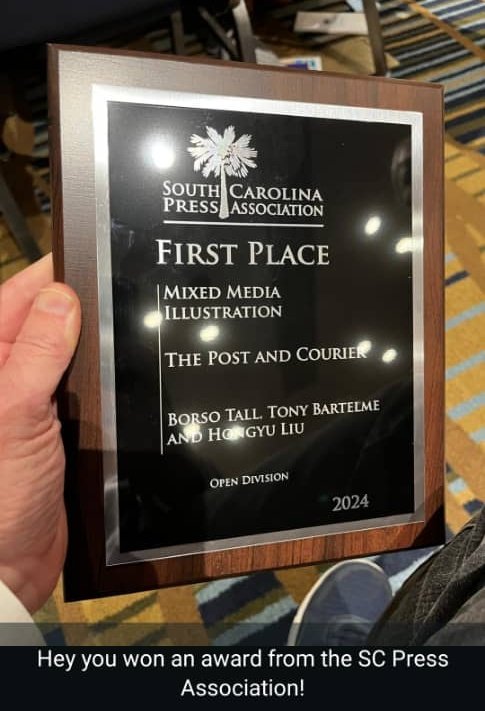 SOUTH CAROLINA
PRESS ASSOCIATION
FIRST PLACE
MIXED MEDIA
ILLUSTRATION
THE POST AND COURIER
BORSO TALL, TONY BARTELME
AND HONGYU LIU
OPEN DIVISION
2024
Hey you won an award from the SC Press
Association!